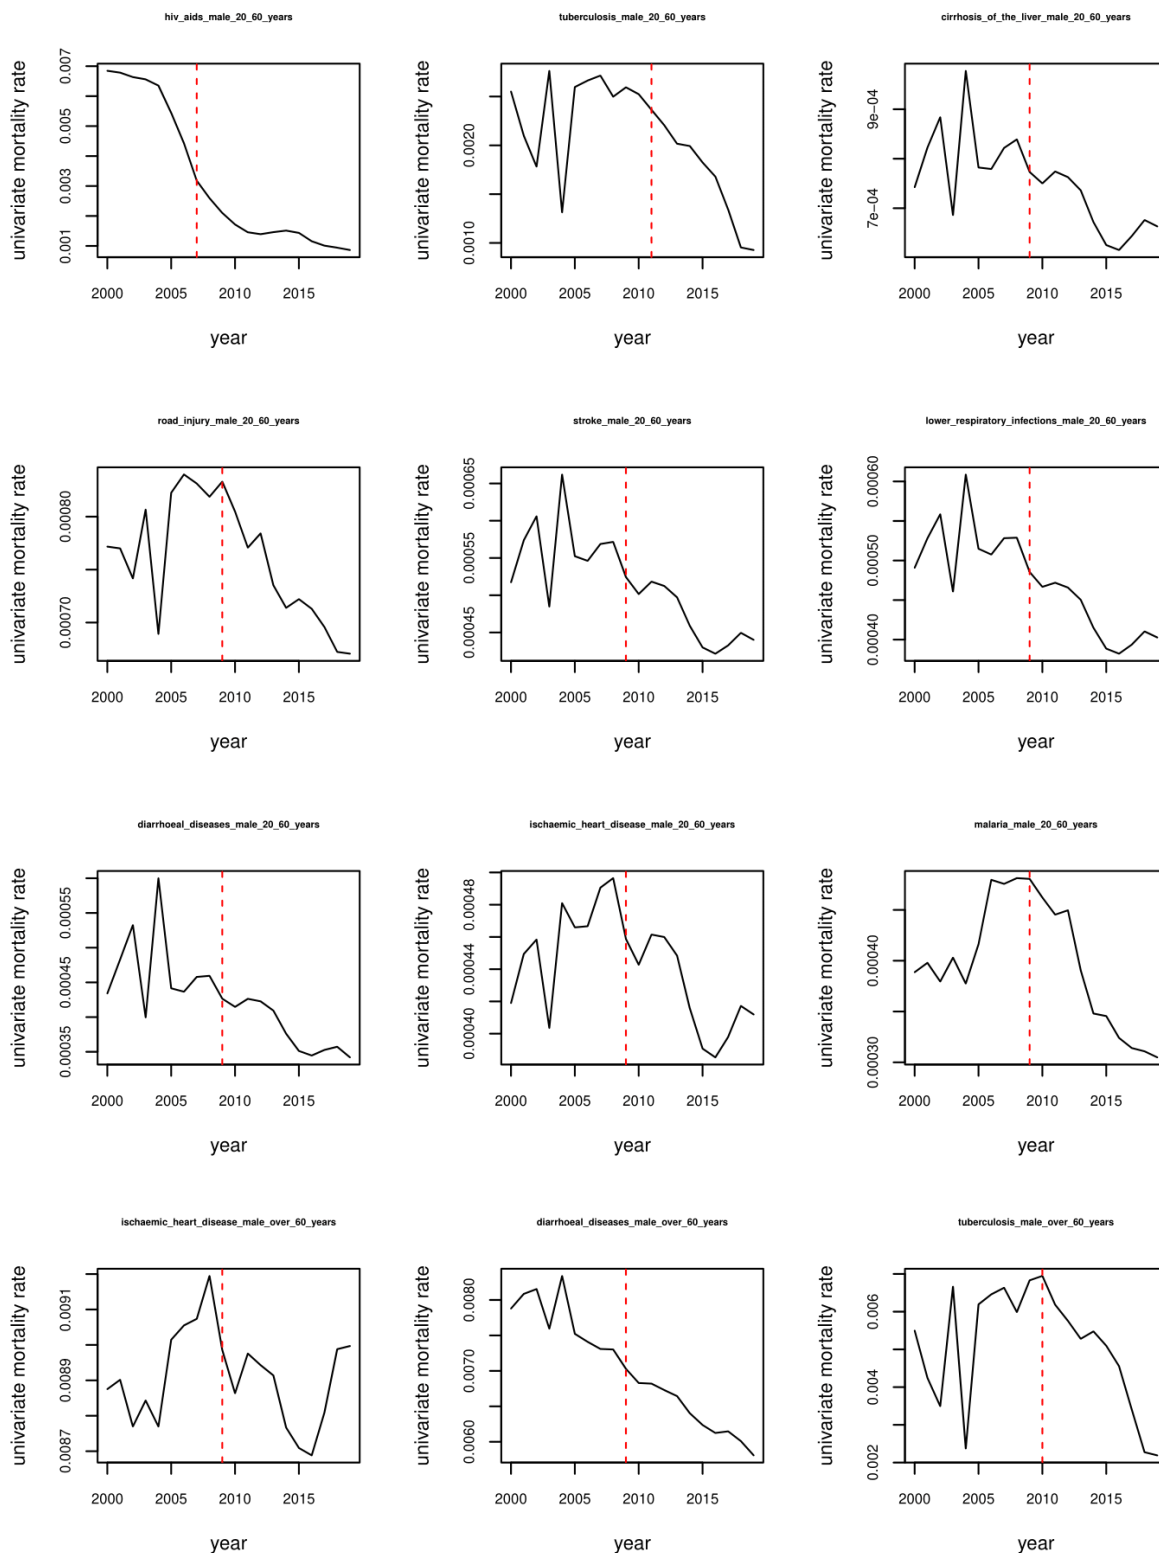 hiv_aids_male_20_60_years
univariate mortality rate
0.007
0.005
0.003
0.001
2000 2005 2010 2015
year
tuberculosis_male_20_60_years
univariate mortality rate
0.0020
0.0010
2000 2005 2010 2015
year
cirrhosis_of_the_liver_male_20_60_years
univariate mortality rate
9e-04
7e-04
2000 2005 2010 2015
year
road_injury_male_20_60_years
univariate mortality rate
0.00080
0.00070
2000 2005 2010 2015
year
stroke_male_20_60_years
univariate mortality rate
0.00065
0.00055
0.00045
2000 2005 2010 2015
year
lower_respiratory_infections_male_20_60_years
univariate mortality rate
0.00060
0.00050
0.00040
2000 2005 2010 2015
year
diarrhoeal_diseases_male_20_60_years
univariate mortality rate
0.00055
0.00045
0.00035
2000 2005 2010 2015
year
ischaemic_heart_disease_male_20_60_years
univariate mortality rate
0.00048
0.00044
0.00040
2000 2005 2010 2015
year
malaria_male_20_60_years
univariate mortality rate
0.00040
0.00030
2000 2005 2010 2015
year
ischaemic_heart_disease_male_over_60_years
univariate mortality rate
0.0091
0.0089
0.0087
2000 2005 2010 2015
year
diarrhoeal_diseases_male_over_60_years
univariate mortality rate
0.0080
0.0070
0.0060
2000 2005 2010 2015
year
tuberculosis_male_over_60_years
univariate mortality rate
0.006
0.004
0.002
2000 2005 2010 2015
year